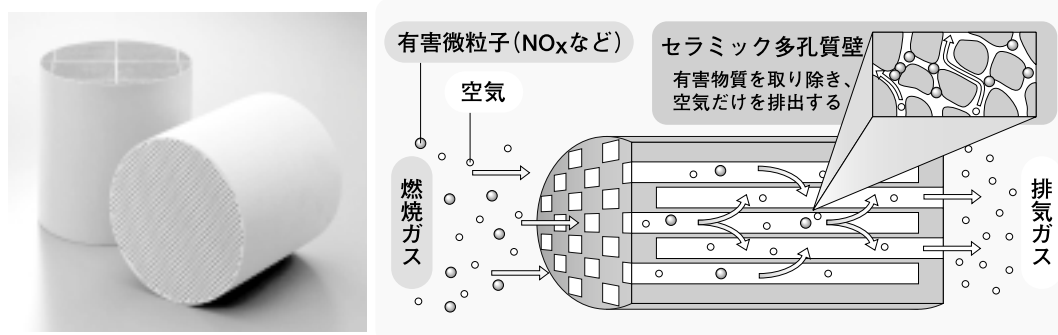 有害微粒子（NOxなど）
空気
セラミック多孔質壁
有害物質を取り除き、
空気だけを排出する
燃焼ガス
排気ガス